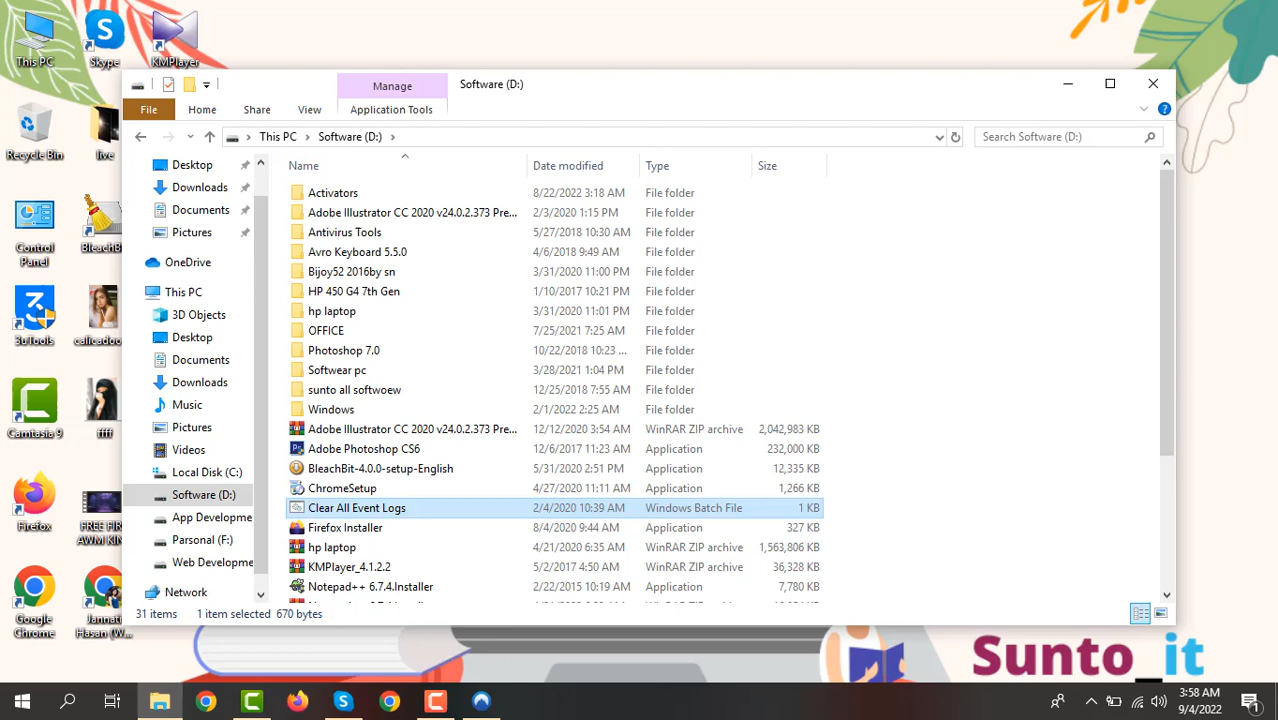 This PC
Skype
KMPlayer
Manage
Software (D:)
File
Home
Share
View
Application Tools
This PC
Software (D:)
Search Software (D:)
Recycle Bin
live
Control Panel
3uTools
Camtasia 9
ffff
Firefox
FREE FIR
AWM KIN
Google Chrome
Jannati
Hasan (W...
Desktop
Downloads
Documents
Pictures
OneDrive
This PC
3D Objects
Desktop
Documents
Downloads
Music
Pictures
Videos
Local Disk (C:)
Software (D:)
App Developme
Parsonal (F:)
Web Developme
Network
Name Date modified Type Size
Activators 8/22/2022 3:18 AM File folder
Adobe Illustrator CC 2020 v24.0.2.373 Pre... 2/3/2020 1:15 PM File folder
Antivirus Tools 5/27/2018 10:30 AM File folder
Avro Keyboard 5.5.0 4/6/2018 9:49 AM File folder
Bijoy52 2016by sn 3/31/2020 11:00 PM File folder
HP 450 G4 7th Gen 1/10/2017 10:21 PM File folder
hp laptop 3/31/2020 11:01 PM File folder
OFFICE 7/25/2021 7:25 AM File folder
Photoshop 7.0 10/22/2018 10:23 ... File folder
Softwear pc 3/28/2021 1:04 PM File folder
sunto all softwoew 12/25/2018 7:55 AM File folder
Windows 2/1/2022 2:25 AM File folder
Adobe Illustrator CC 2020 v24.0.2.373 Pre... 12/12/2020 3:54 AM WinRAR ZIP archive 2,042,983 KB
Adobe Photoshop CS6 12/6/2017 11:23 AM Application 232,000 KB
BleachBit-4.0.0-setup-English 5/31/2020 2:51 PM Application 12,335 KB
ChromeSetup 4/27/2020 11:11 AM Application 1,266 KB
Clear All Event Logs 2/4/2020 10:39 AM Windows Batch File 1 KB
Firefox Installer 8/4/2020 9:44 AM Application 327 KB
hp laptop 4/21/2020 6:35 AM WinRAR ZIP archive 1,563,806 KB
KMPlayer_4.1.2.2 5/2/2017 4:50 AM WinRAR ZIP archive 36,328 KB
Notepad++ 6.7.4.Installer 2/22/2015 10:19 AM Application 7,780 KB
31 items 1 item selected 670 bytes
Sunto_it
3:58 AM
9/4/2022